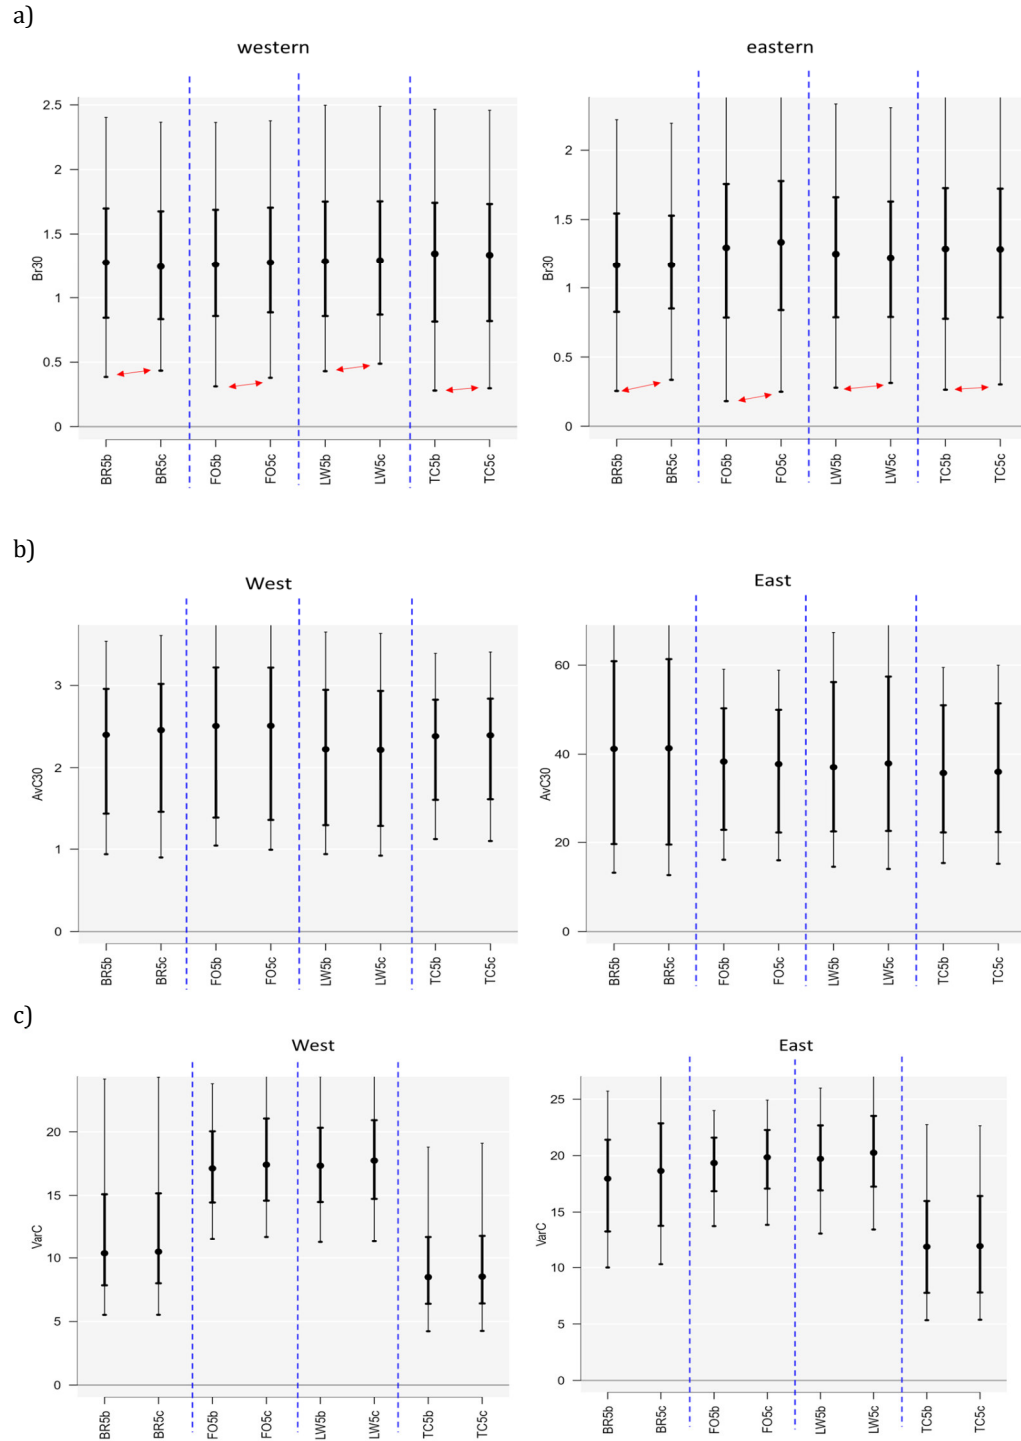 a)
western
eastern
2.5
2
1.5
1
0.5
0
Br30
BR5b
BR5c
FO5b
FO5c
LW5b
LW5c
TC5b
TC5c
2
1.5
1
0.5
0
Br30
BR5b
BR5c
FO5b
FO5c
LW5b
LW5c
TC5b
TC5c
b)
West
East
3
2
1
0
AvC30
BR5b
BR5c
FO5b
FO5c
LW5b
LW5c
TC5b
TC5c
60
40
20
0
AvC30
BR5b
BR5c
FO5b
FO5c
LW5b
LW5c
TC5b
TC5c
c)
West
East
20
15
10
5
0
VarC
BR5b
BR5c
FO5b
FO5c
LW5b
LW5c
TC5b
TC5c
25
20
15
10
5
0
VarC
BR5b
BR5c
FO5b
FO5c
LW5b
LW5c
TC5b
TC5c